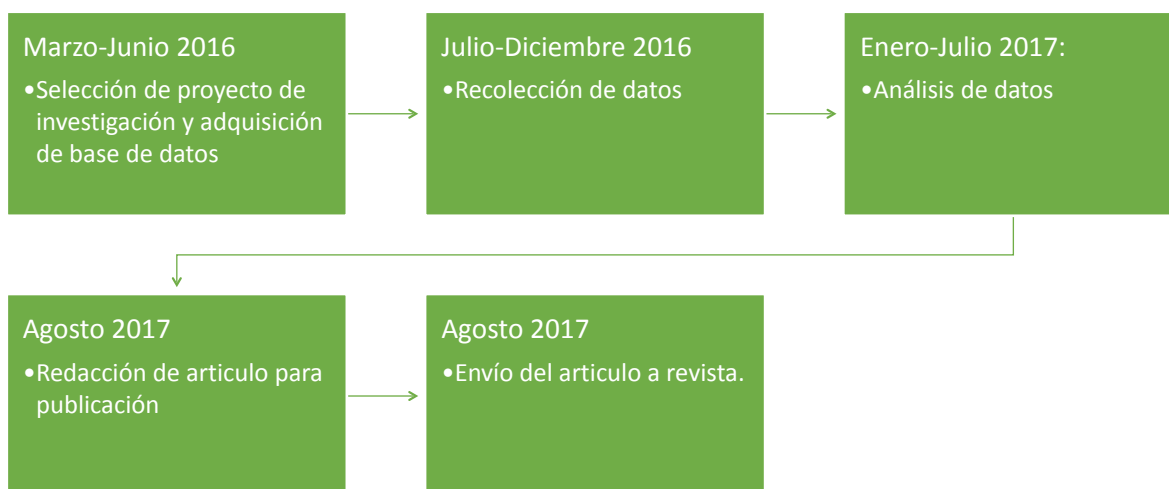 Marzo-Junio 2016
•Selección de proyecto de
investigación y adquisición
de base de datos
Julio-Diciembre 2016
•Recolección de datos
Enero-Julio 2017:
•Análisis de datos
Agosto 2017
•Redacción de articulo para
publicación
Agosto 2017
•Envío del articulo a revista.